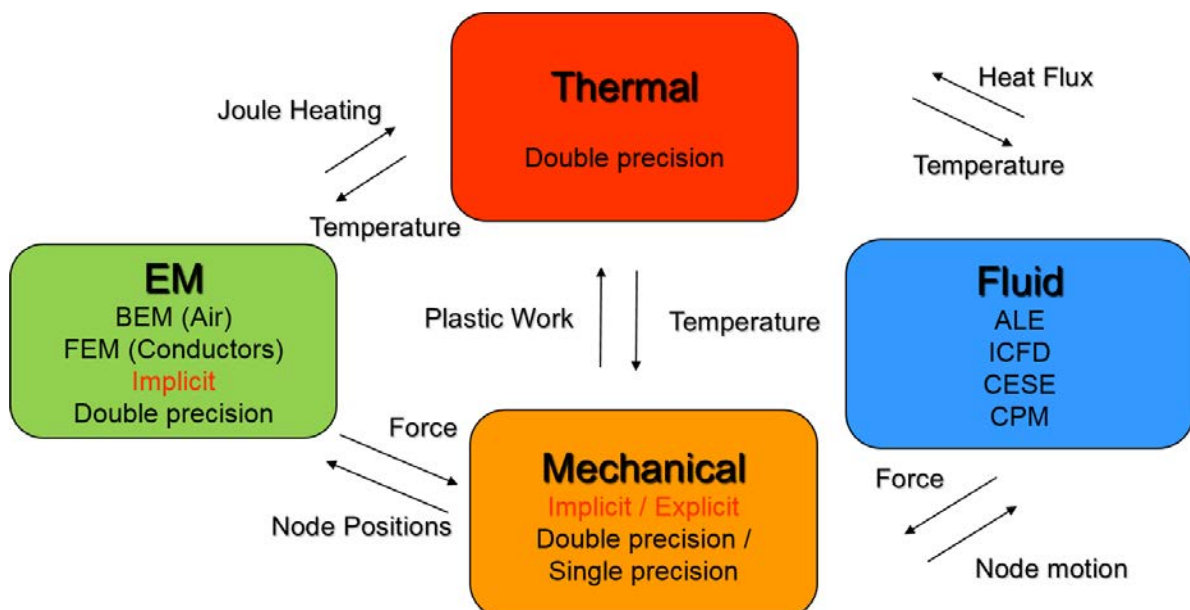 Thermal
Double precision
Joule Heating
Temperature
Heat Flux
Temperature
EM
BEM (Air)
FEM (Conductors)
Implicit
Double precision
Plastic Work
Temperature
Fluid
ALE
ICFD
CESE
CPM
Force
Node Positions
Mechanical
Implicit / Explicit
Double precision /
Single precision
Force
Node motion